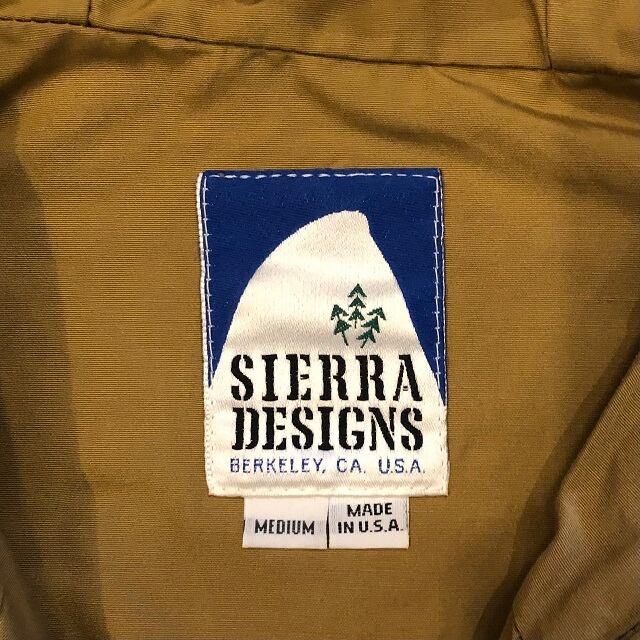 SIERRA
DESIGNS
BERKELEY, CA. U.S.A.
MEDIUM
MADE
IN U.S.A.